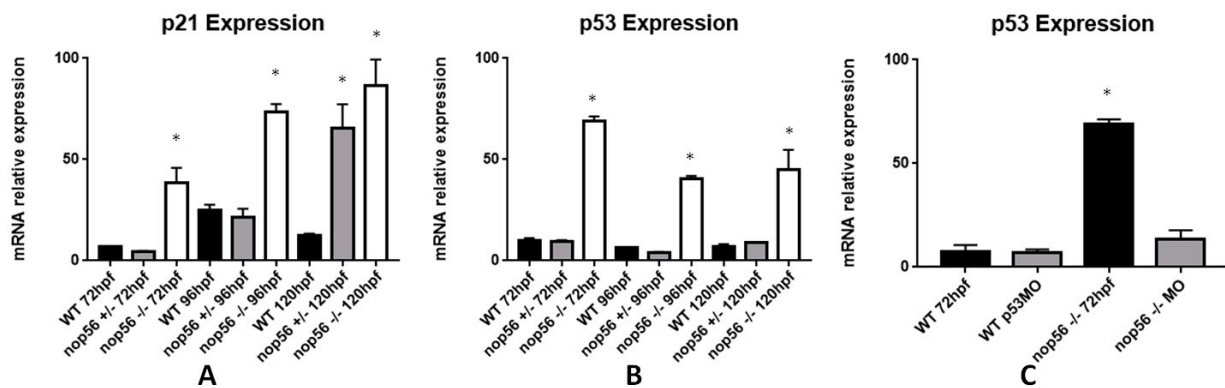 p21 Expression
mRNA relative expression
100
50
0
*
*
*
*
WT 72hpf
nop56 +/- 72hpf
nop56 -/- 72hpf
WT 96hpf
nop56 +/- 96hpf
nop56 -/- 96hpf
WT 120hpf
nop56 +/- 120hpf
nop56 -/- 120hpf
A
p53 Expression
mRNA relative expression
100
50
0
*
*
*
WT 72hpf
nop56 +/- 72hpf
nop56 -/- 72hpf
WT 96hpf
nop56 +/- 96hpf
nop56 -/- 96hpf
WT 120hpf
nop56 +/- 120hpf
nop56 -/- 120hpf
B
p53 Expression
mRNA relative expression
100
50
0
*
WT 72hpf
WT p53MO
nop56 -/- 72hpf
nop56 -/- MO
C